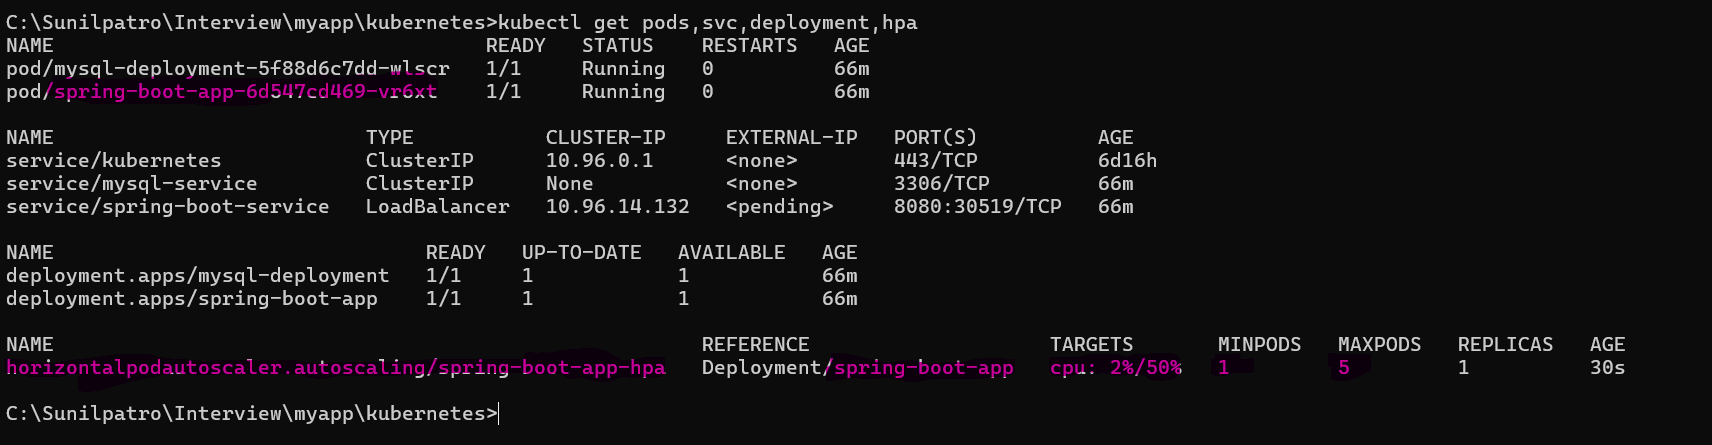 C:\Sunilpatro\Interview\myapp\kubernetes>kubectl get pods,svc,deployment,hpa
NAME READY STATUS RESTARTS AGE
pod/mysql-deployment-5f88d6c7dd-wlscr 1/1 Running 0 66m
pod/spring-boot-app-6d547cd469-vr6xt 1/1 Running 0 66m
NAME TYPE CLUSTER-IP EXTERNAL-IP PORT(S) AGE
service/kubernetes ClusterIP 10.96.0.1 <none> 443/TCP 6d16h
service/mysql-service ClusterIP None <none> 3306/TCP 66m
service/spring-boot-service LoadBalancer 10.96.14.132 <pending> 8080:30519/TCP 66m
NAME READY UP-TO-DATE AVAILABLE AGE
deployment.apps/mysql-deployment 1/1 1 1 66m
deployment.apps/spring-boot-app 1/1 1 1 66m
NAME REFERENCE TARGETS MINPODS MAXPODS REPLICAS AGE
horizontalpodautoscaler.autoscaling/spring-boot-app-hpa Deployment/spring-boot-app cpu: 2%/50% 1 5 1 30s
C:\Sunilpatro\Interview\myapp\kubernetes>